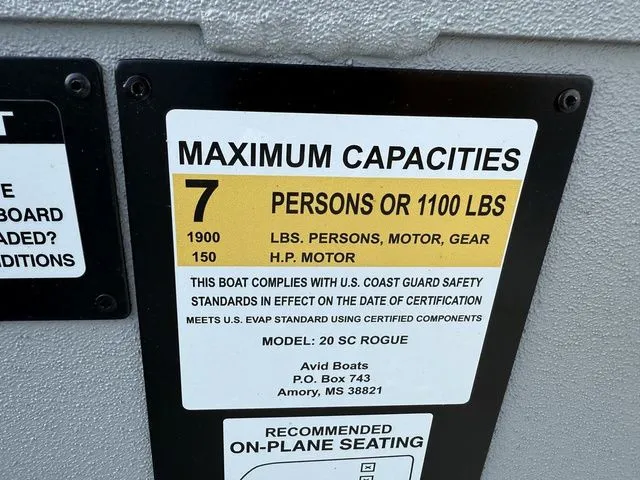 T
E
BOARD
ADED?
DITIONS
MAXIMUM CAPACITIES
7 PERSONS OR 1100 LBS
1900 LBS. PERSONS, MOTOR, GEAR
150 H.P. MOTOR
THIS BOAT COMPLIES WITH U.S. COAST GUARD SAFETY
STANDARDS IN EFFECT ON THE DATE OF CERTIFICATION
MEETS U.S. EVAP STANDARD USING CERTIFIED COMPONENTS
MODEL: 20 SC ROGUE
Avid Boats
P.O. Box 743
Amory, MS 38821
RECOMMENDED
ON-PLANE SEATING